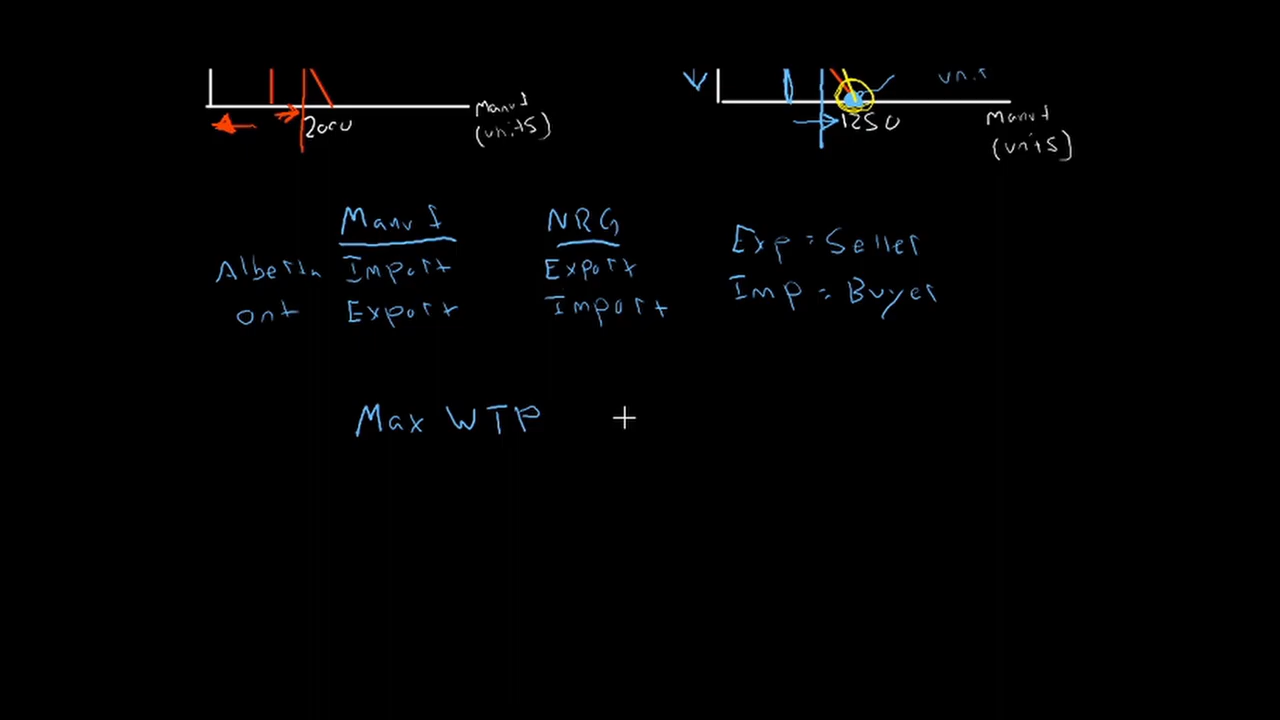 2000
Manuf
(units)
unit
1250
Manuf
(units)
Manuf NRG
Alberta Import Export
Ont Export Import
Exp = Seller
Imp = Buyer
Max WTP